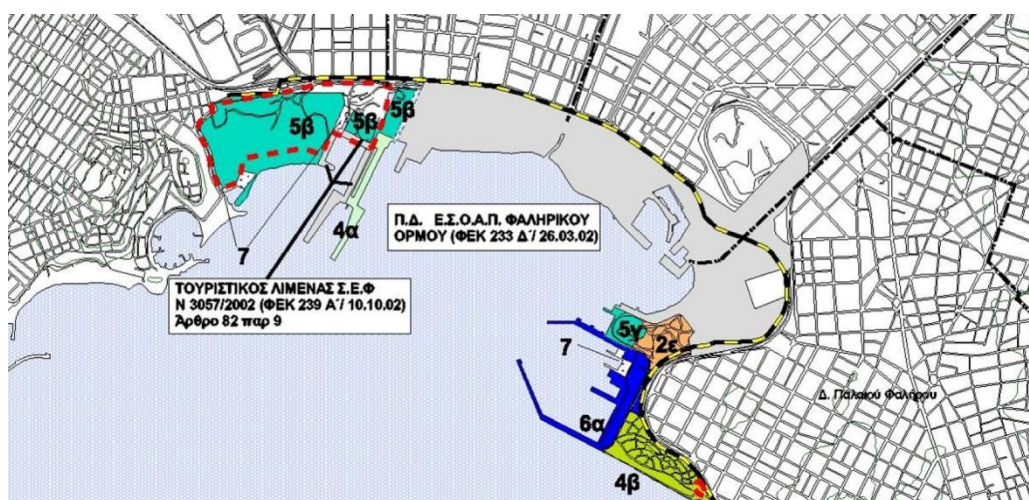 5β
5β
5β
4α
Π.Δ. Ε.Σ.Ο.Α.Π. ΦΑΛΗΡΙΚΟΥ
ΟΡΜΟΥ (ΦΕΚ 233 Δ΄/ 26.03.02)
7
ΤΟΥΡΙΣΤΙΚΟΣ ΛΙΜΕΝΑΣ Σ.Ε.Φ
Ν 3057/2002 (ΦΕΚ 239 Α΄/ 10.10.02)
Άρθρο 82 παρ 9
5γ
2ε
7
6α
Δ. Παλαιού Φαλήρου
4β